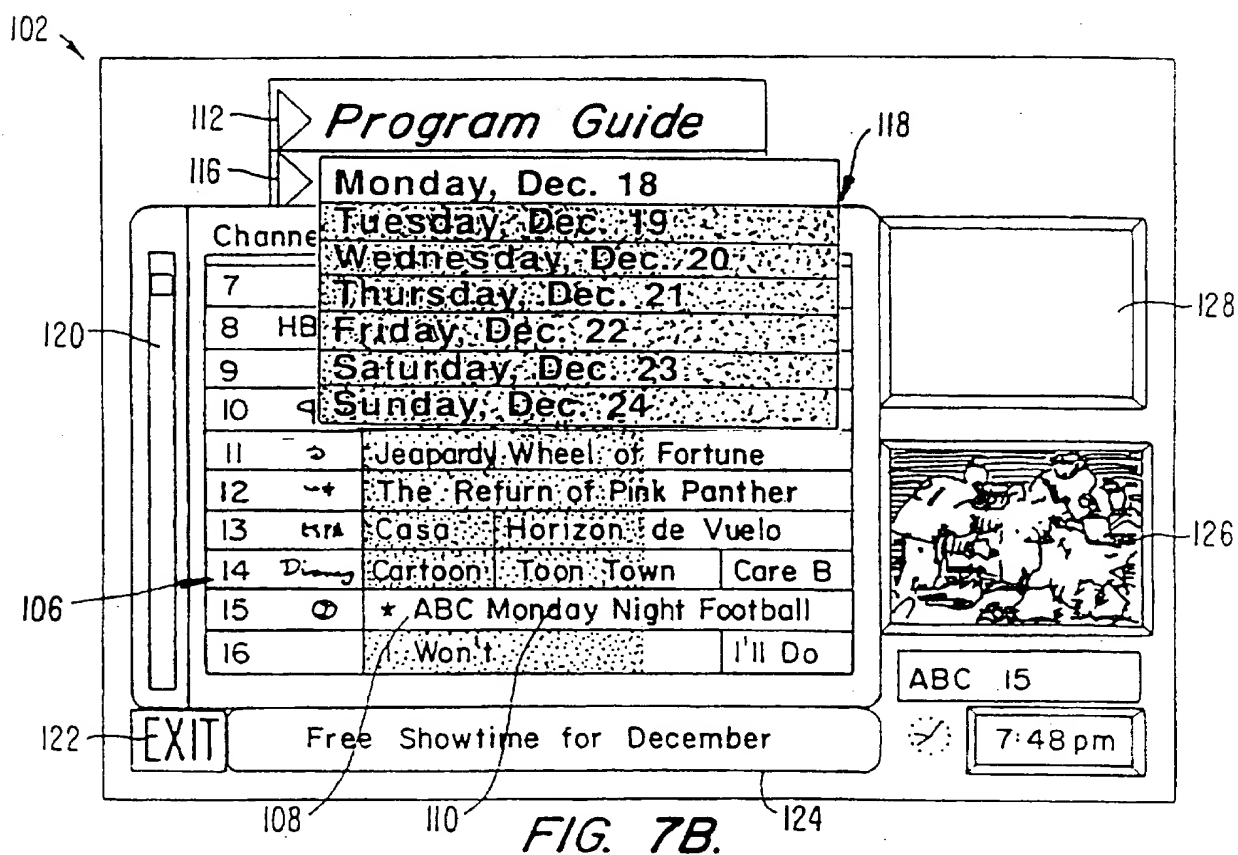 102
112
Program Guide
118
116
Monday, Dec. 18
Tuesday, Dec. 19
Channe
Wednesday, Dec. 20
7
Thursday, Dec. 21
128
8 HB
Friday, Dec. 22
120
9
Saturday, Dec. 23
10
Sunday, Dec. 24
11 Jeapardy Wheel of Fortune
12 The Return of Pink Panther
13 Casa Horizon de Vuelo
126
14 Disney Cartoon Toon Town Care B
106
15 * ABC Monday Night Football
16 I Won't I'll Do
ABC 15
122
EXIT
Free Showtime for December
7:48 pm
108
110
124
FIG. 7B.